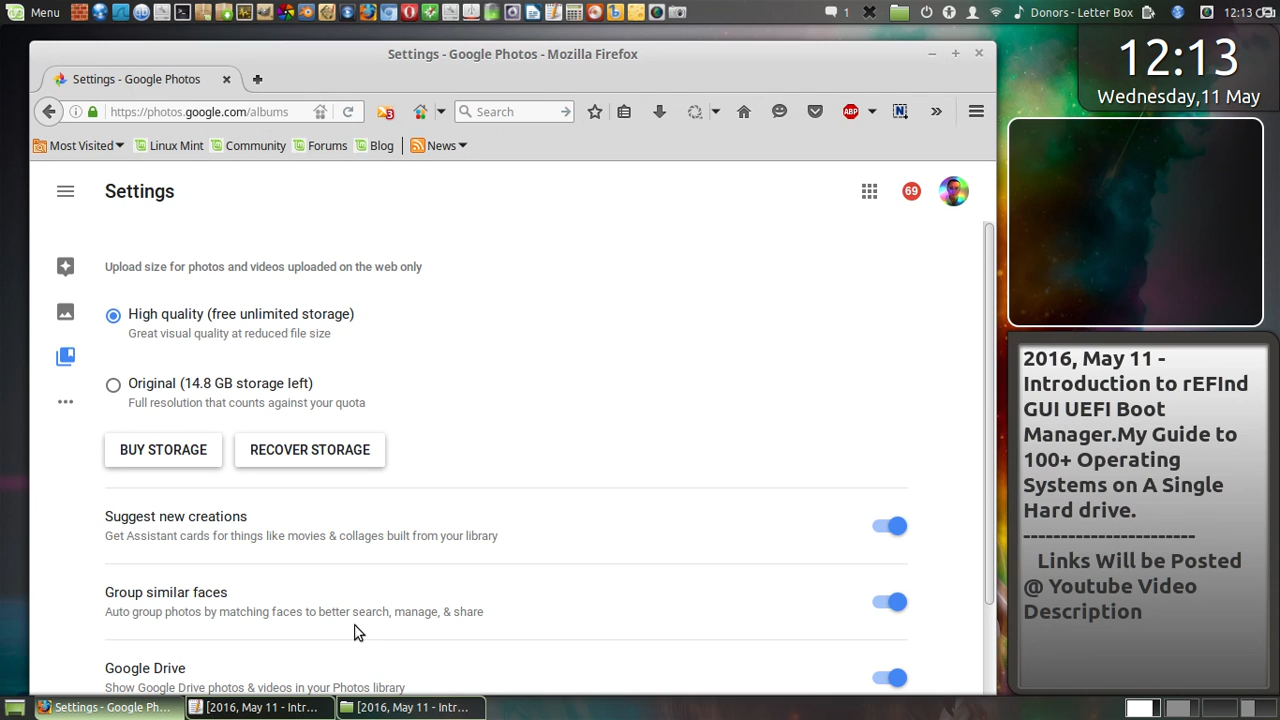 Menu
1
Donors - Letter Box
12:13
Settings - Google Photos - Mozilla Firefox
Settings - Google Photos
https://photos.google.com/albums
3
Search
ABP
N
Most Visited
Linux Mint
Community
Forums
Blog
News
Settings
69
Upload size for photos and videos uploaded on the web only
High quality (free unlimited storage)
Great visual quality at reduced file size
Original (14.8 GB storage left)
Full resolution that counts against your quota
BUY STORAGE
RECOVER STORAGE
Suggest new creations
Get Assistant cards for things like movies & collages built from your library
Group similar faces
Auto group photos by matching faces to better search, manage, & share
Google Drive
Show Google Drive photos & videos in your Photos library
12:13
Wednesday,11 May
2016, May 11 -
Introduction to rEFInd
GUI UEFI Boot
Manager.My Guide to
100+ Operating
Systems on A Single
Hard drive.
-----------------------
Links Will be Posted
@ Youtube Video
Description
Settings - Google Ph...
[2016, May 11 - Intr...
[2016, May 11 - Intr...